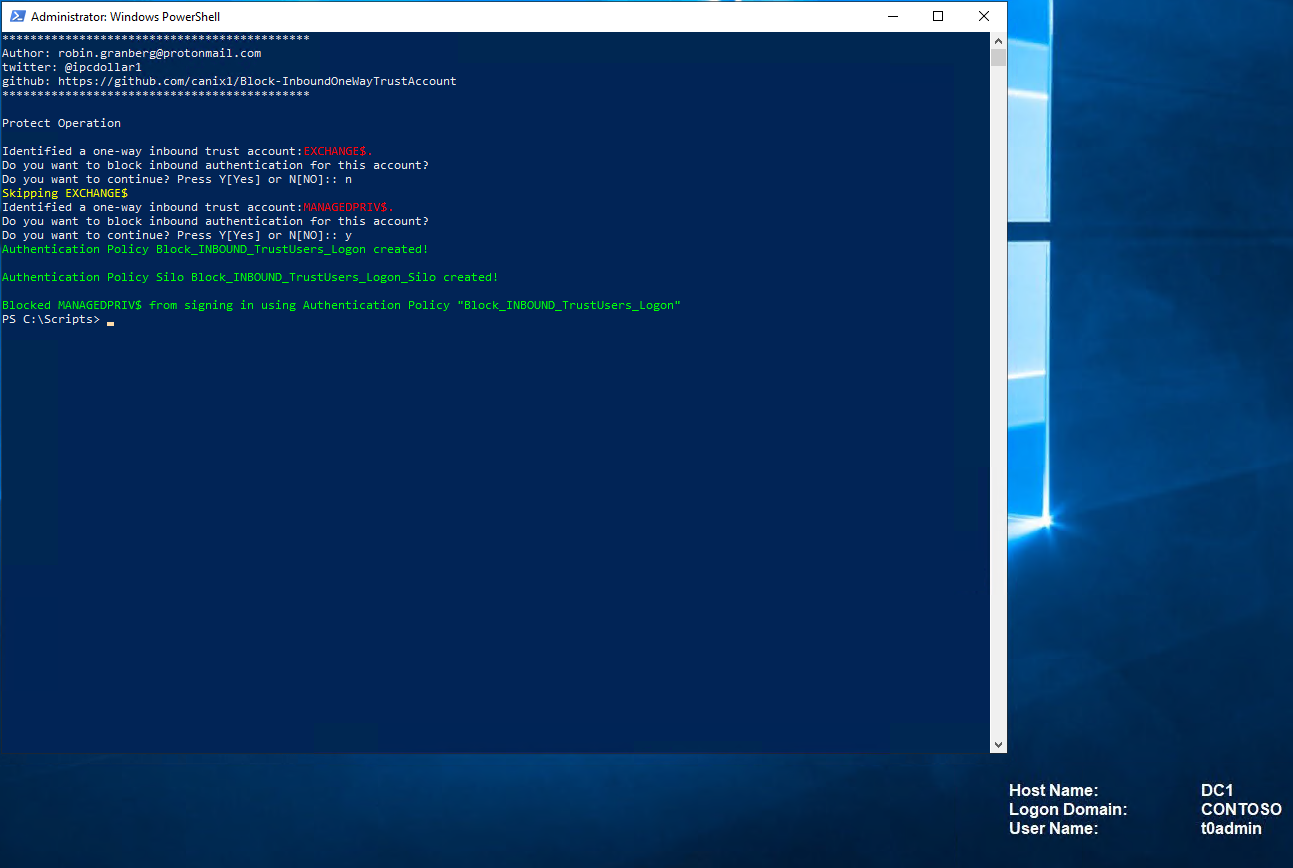 Administrator: Windows PowerShell
********************************************
Author: robin.granberg@protonmail.com
twitter: @ipcdollar1
github: https://github.com/canix1/Block-InboundOneWayTrustAccount
********************************************
Protect Operation
Identified a one-way inbound trust account:EXCHANGE$.
Do you want to block inbound authentication for this account?
Do you want to continue? Press Y[Yes] or N[NO]:: n
Skipping EXCHANGE$
Identified a one-way inbound trust account:MANAGEDPRIV$.
Do you want to block inbound authentication for this account?
Do you want to continue? Press Y[Yes] or N[NO]:: y
Authentication Policy Block_INBOUND_TrustUsers_Logon created!
Authentication Policy Silo Block_INBOUND_TrustUsers_Logon_Silo created!
Blocked MANAGEDPRIV$ from signing in using Authentication Policy "Block_INBOUND_TrustUsers_Logon"
PS C:\Scripts> _
Host Name: DC1
Logon Domain: CONTOSO
User Name: t0admin